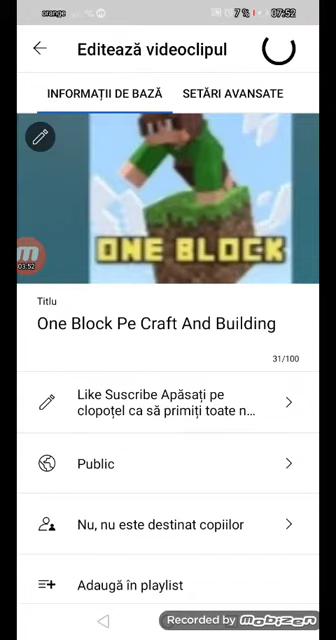 orange 7 % 07:52
Editează videoclipul
INFORMAȚII DE BAZĂ SETĂRI AVANSATE
ONE BLOCK
03:52
Titlu
One Block Pe Craft And Building
31/100
Like Suscribe Apăsați pe
clopoțel ca să primiți toate n...
Public
Nu, nu este destinat copiilor
Adaugă în playlist
Recorded by mobizen